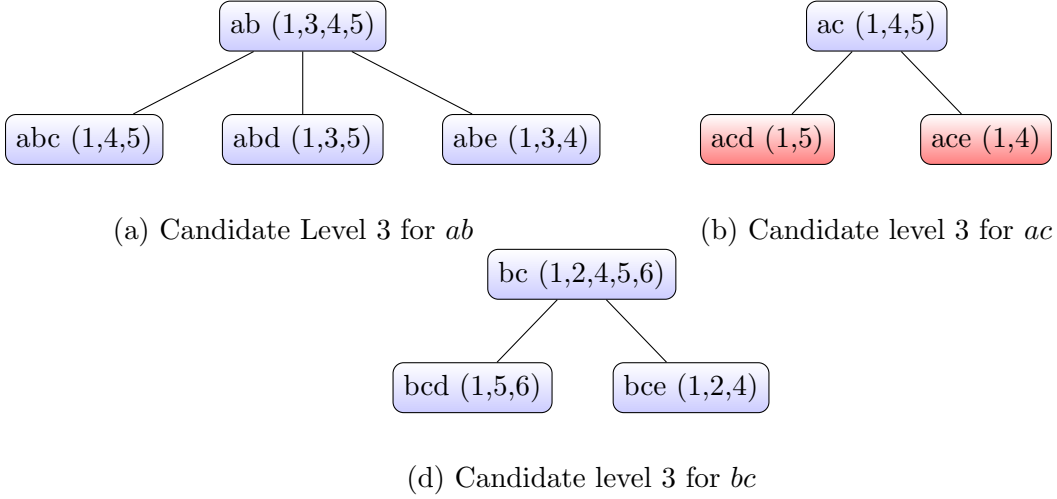 ab (1,3,4,5)
abc (1,4,5)
abd (1,3,5)
abe (1,3,4)
(a) Candidate Level 3 for ab
ac (1,4,5)
acd (1,5)
ace (1,4)
(b) Candidate level 3 for ac
bc (1,2,4,5,6)
bcd (1,5,6)
bce (1,2,4)
(d) Candidate level 3 for bc